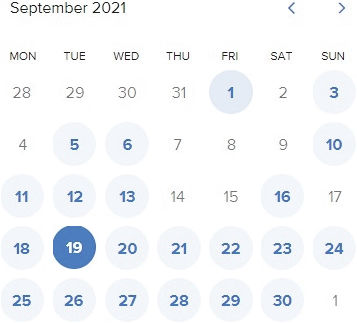 September 2021
MON TUE WED THU FRI SAT SUN
28 29 30 31 1 2 3
4 5 6 7 8 9 10
11 12 13 14 15 16 17
18 19 20 21 22 23 24
25 26 27 28 29 30 1